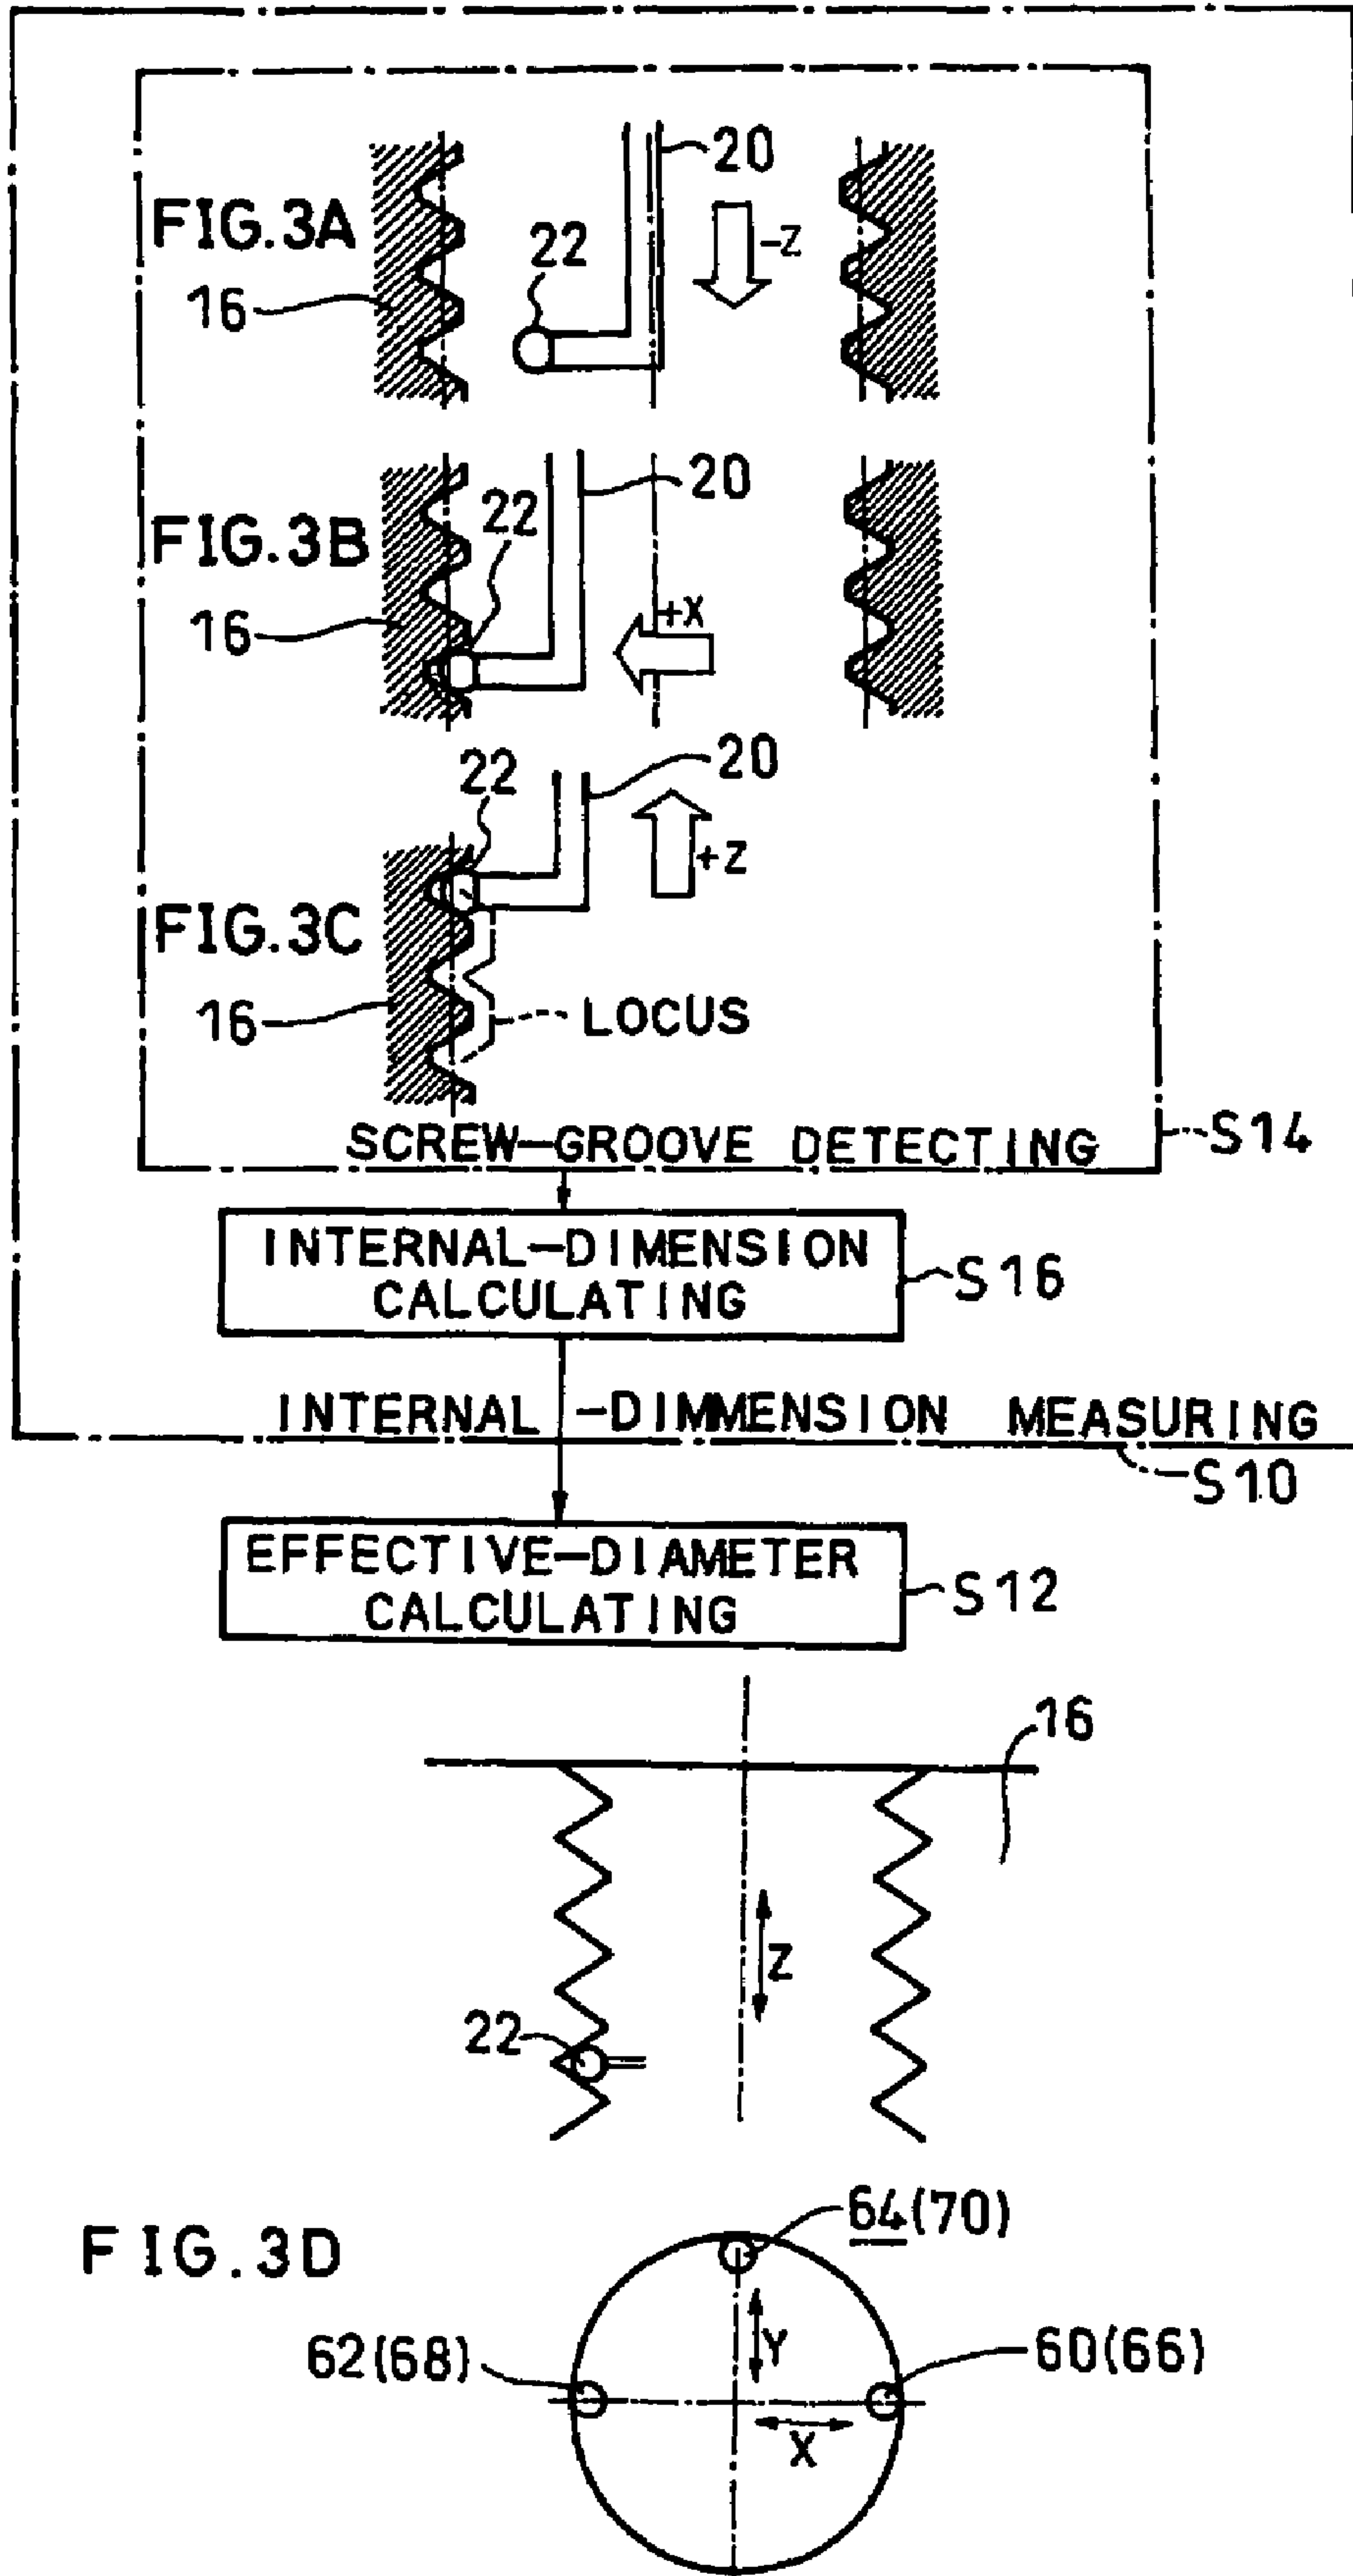 20
FIG.3A
22
-Z
16
20
22
FIG.3B
+X
16
20
22
+Z
FIG.3C
16
LOCUS
SCREW-GROOVE DETECTING
S14
INTERNAL-DIMENSION
CALCULATING
S16
INTERNAL-DIMMENSION MEASURING
S10
EFFECTIVE-DIAMETER
CALCULATING
S12
16
Z
22
64(70)
FIG.3D
Y
62(68)
60(66)
X